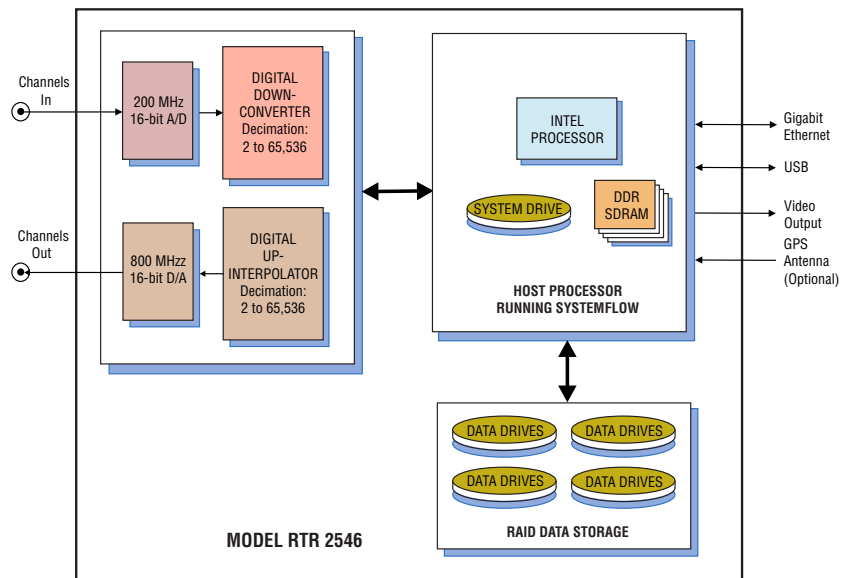 Channels
In
200 MHz
16-bit A/D
DIGITAL
DOWN-
CONVERTER
Decimation:
2 to 65,536
Channels
Out
800 MHzz
16-bit D/A
DIGITAL
UP-
INTERPOLATOR
Decimation:
2 to 65,536
INTEL
PROCESSOR
SYSTEM DRIVE
DDR
SDRAM
HOST PROCESSOR
RUNNING SYSTEMFLOW
Gigabit
Ethernet
USB
Video
Output
GPS
Antenna
(Optional)
DATA DRIVES
DATA DRIVES
DATA DRIVES
DATA DRIVES
RAID DATA STORAGE
MODEL RTR 2546